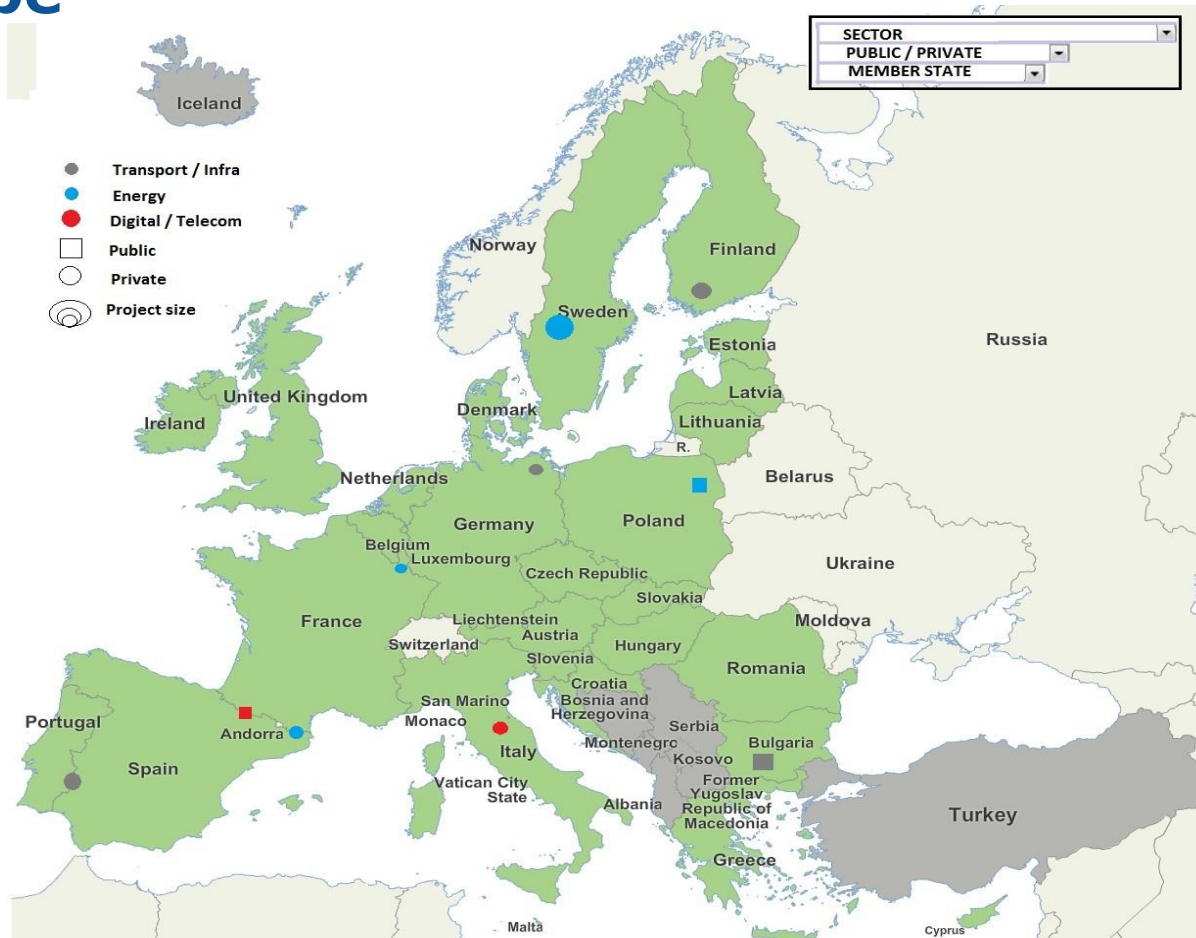 SECTOR
PUBLIC / PRIVATE
MEMBER STATE
Iceland
Transport / Infra
Energy
Digital / Telecom
Public
Private
Project size
Norway
Finland
Sweden
Russia
Estonia
Latvia
Lithuania
R.
United Kingdom
Ireland
Denmark
Netherlands
Belarus
Germany
Poland
Belgium
Luxembourg
Czech Republic
Ukraine
Slovakia
France
Liechtenstein
Austria
Switzerland
Hungary
Moldova
Slovenia
Romania
Croatia
San Marino
Bosnia and
Herzegovina
Monaco
Portugal
Andorra
Serbia
Italy
Montenegro
Bulgaria
Kosovo
Spain
Vatican City
State
Former
Yugoslav
Republic of
Macedonia
Albania
Turkey
Greece
Malta
Cyprus